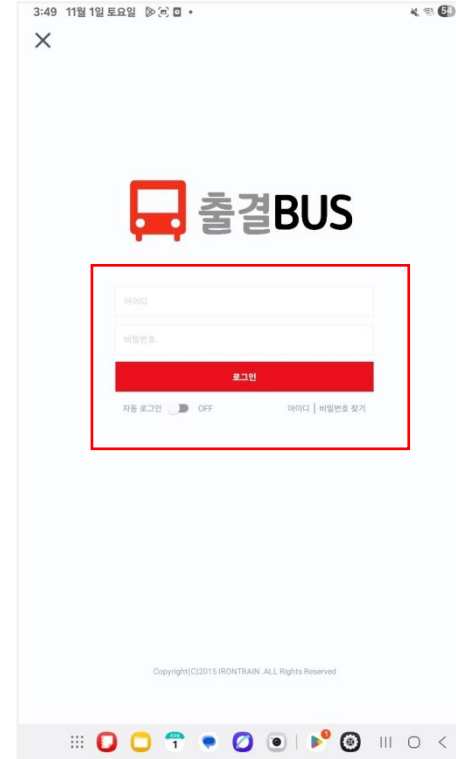 3:49 11월 1일 토요일
54
출결BUS
아이디
비밀번호
로그인
자동 로그인 OFF 아이디 | 비밀번호 찾기
Copyright(C)2015 IRONTRAIN .ALL Rights Reserved
1
1